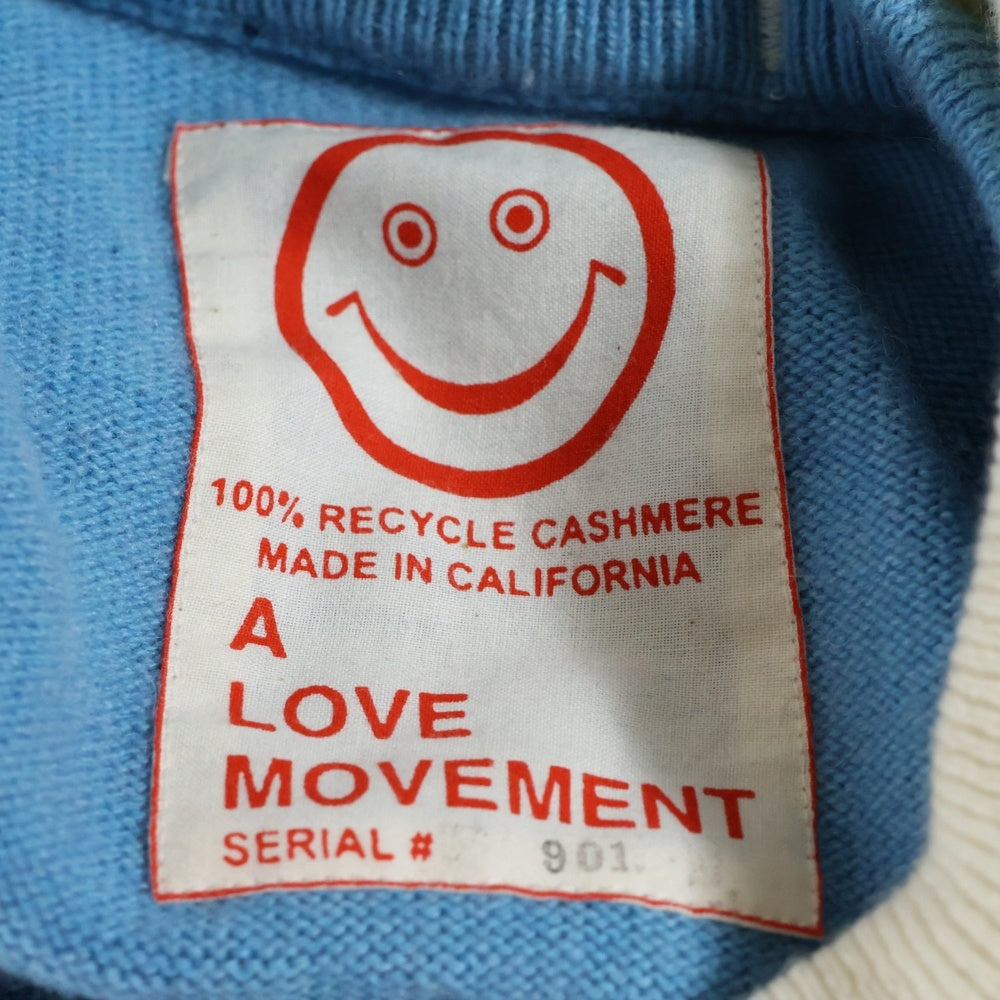 100% RECYCLE CASHMERE
MADE IN CALIFORNIA
A
LOVE
MOVEMENT
SERIAL # 901